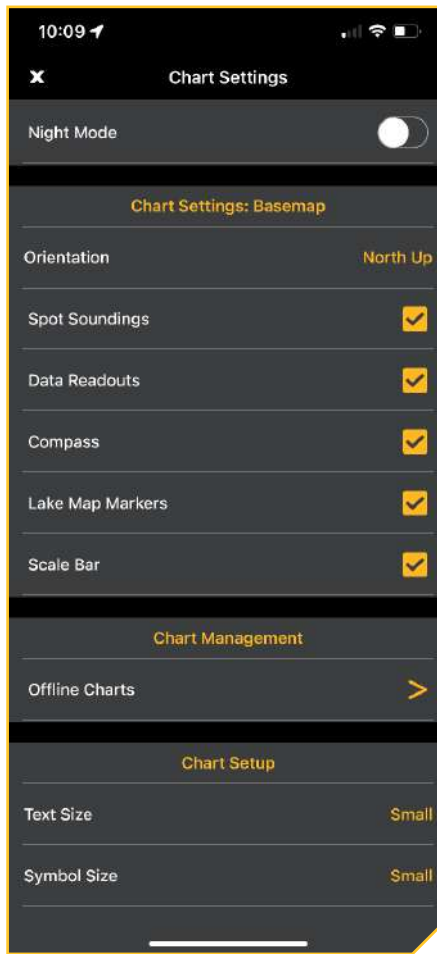 10:09
X Chart Settings
Night Mode
Chart Settings: Basemap
Orientation North Up
Spot Soundings
Data Readouts
Compass
Lake Map Markers
Scale Bar
Chart Management
Offline Charts >
Chart Setup
Text Size Small
Symbol Size Small